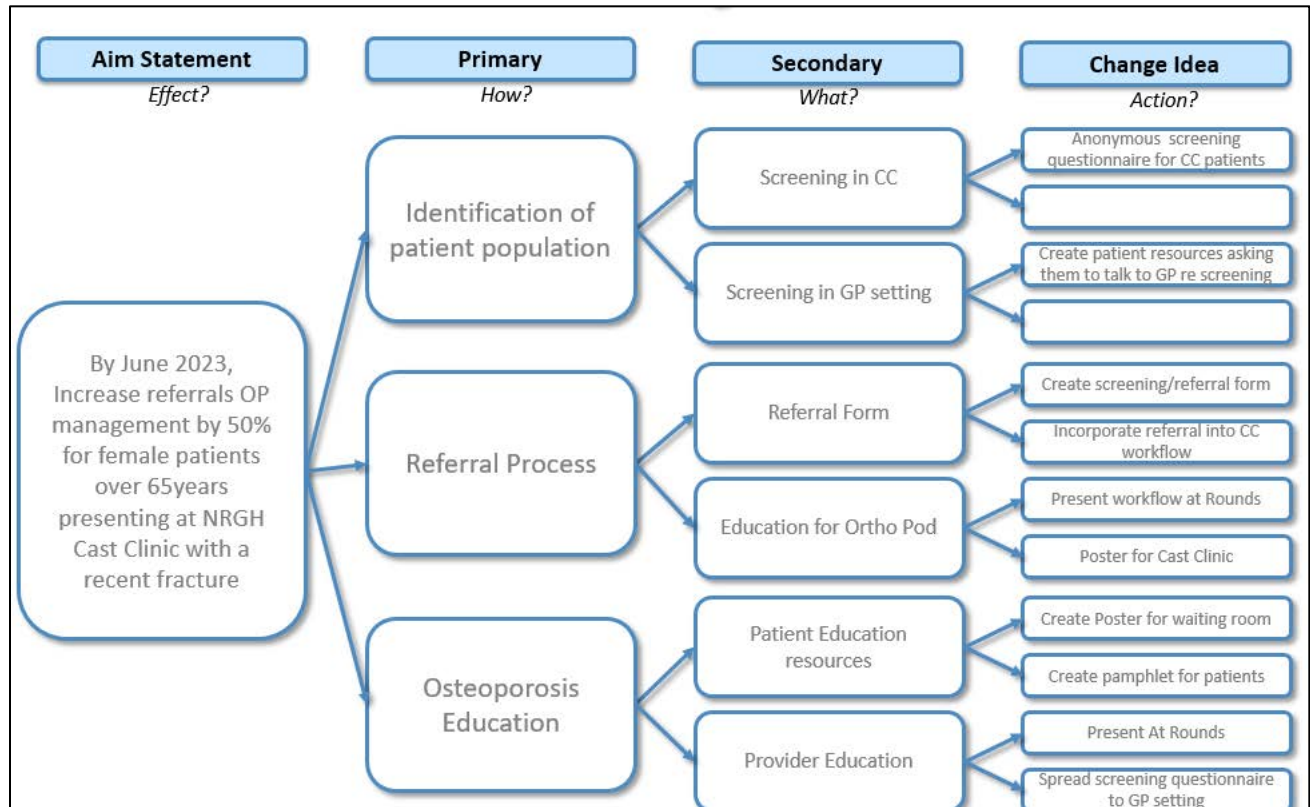 Aim Statement
Effect?
Primary
How?
Secondary
What?
Change Idea
Action?
By June 2023,
Increase referrals OP
management by 50%
for female patients
over 65years
presenting at NRGH
Cast Clinic with a
recent fracture
Identification of
patient population
Referral Process
Osteoporosis
Education
Screening in CC
Screening in GP setting
Referral Form
Education for Ortho Pod
Patient Education
resources
Provider Education
Anonymous screening
questionnaire for CC patients
Create patient resources asking
them to talk to GP re screening
Create screening/referral form
Incorporate referral into CC
workflow
Present workflow at Rounds
Poster for Cast Clinic
Create Poster for waiting room
Create pamphlet for patients
Present At Rounds
Spread screening questionnaire
to GP setting